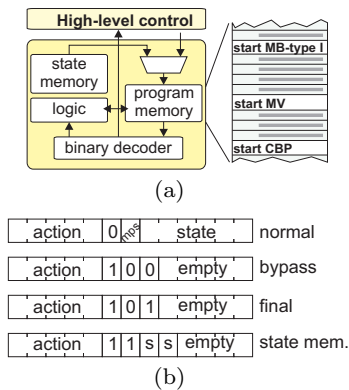 High-level control
state memory
logic
program memory
binary decoder
start MB-type I
start MV
start CBP
(a)
action 0 mps state normal
action 1 0 0 empty bypass
action 1 0 1 empty final
action 1 1 s s empty state mem.
(b)